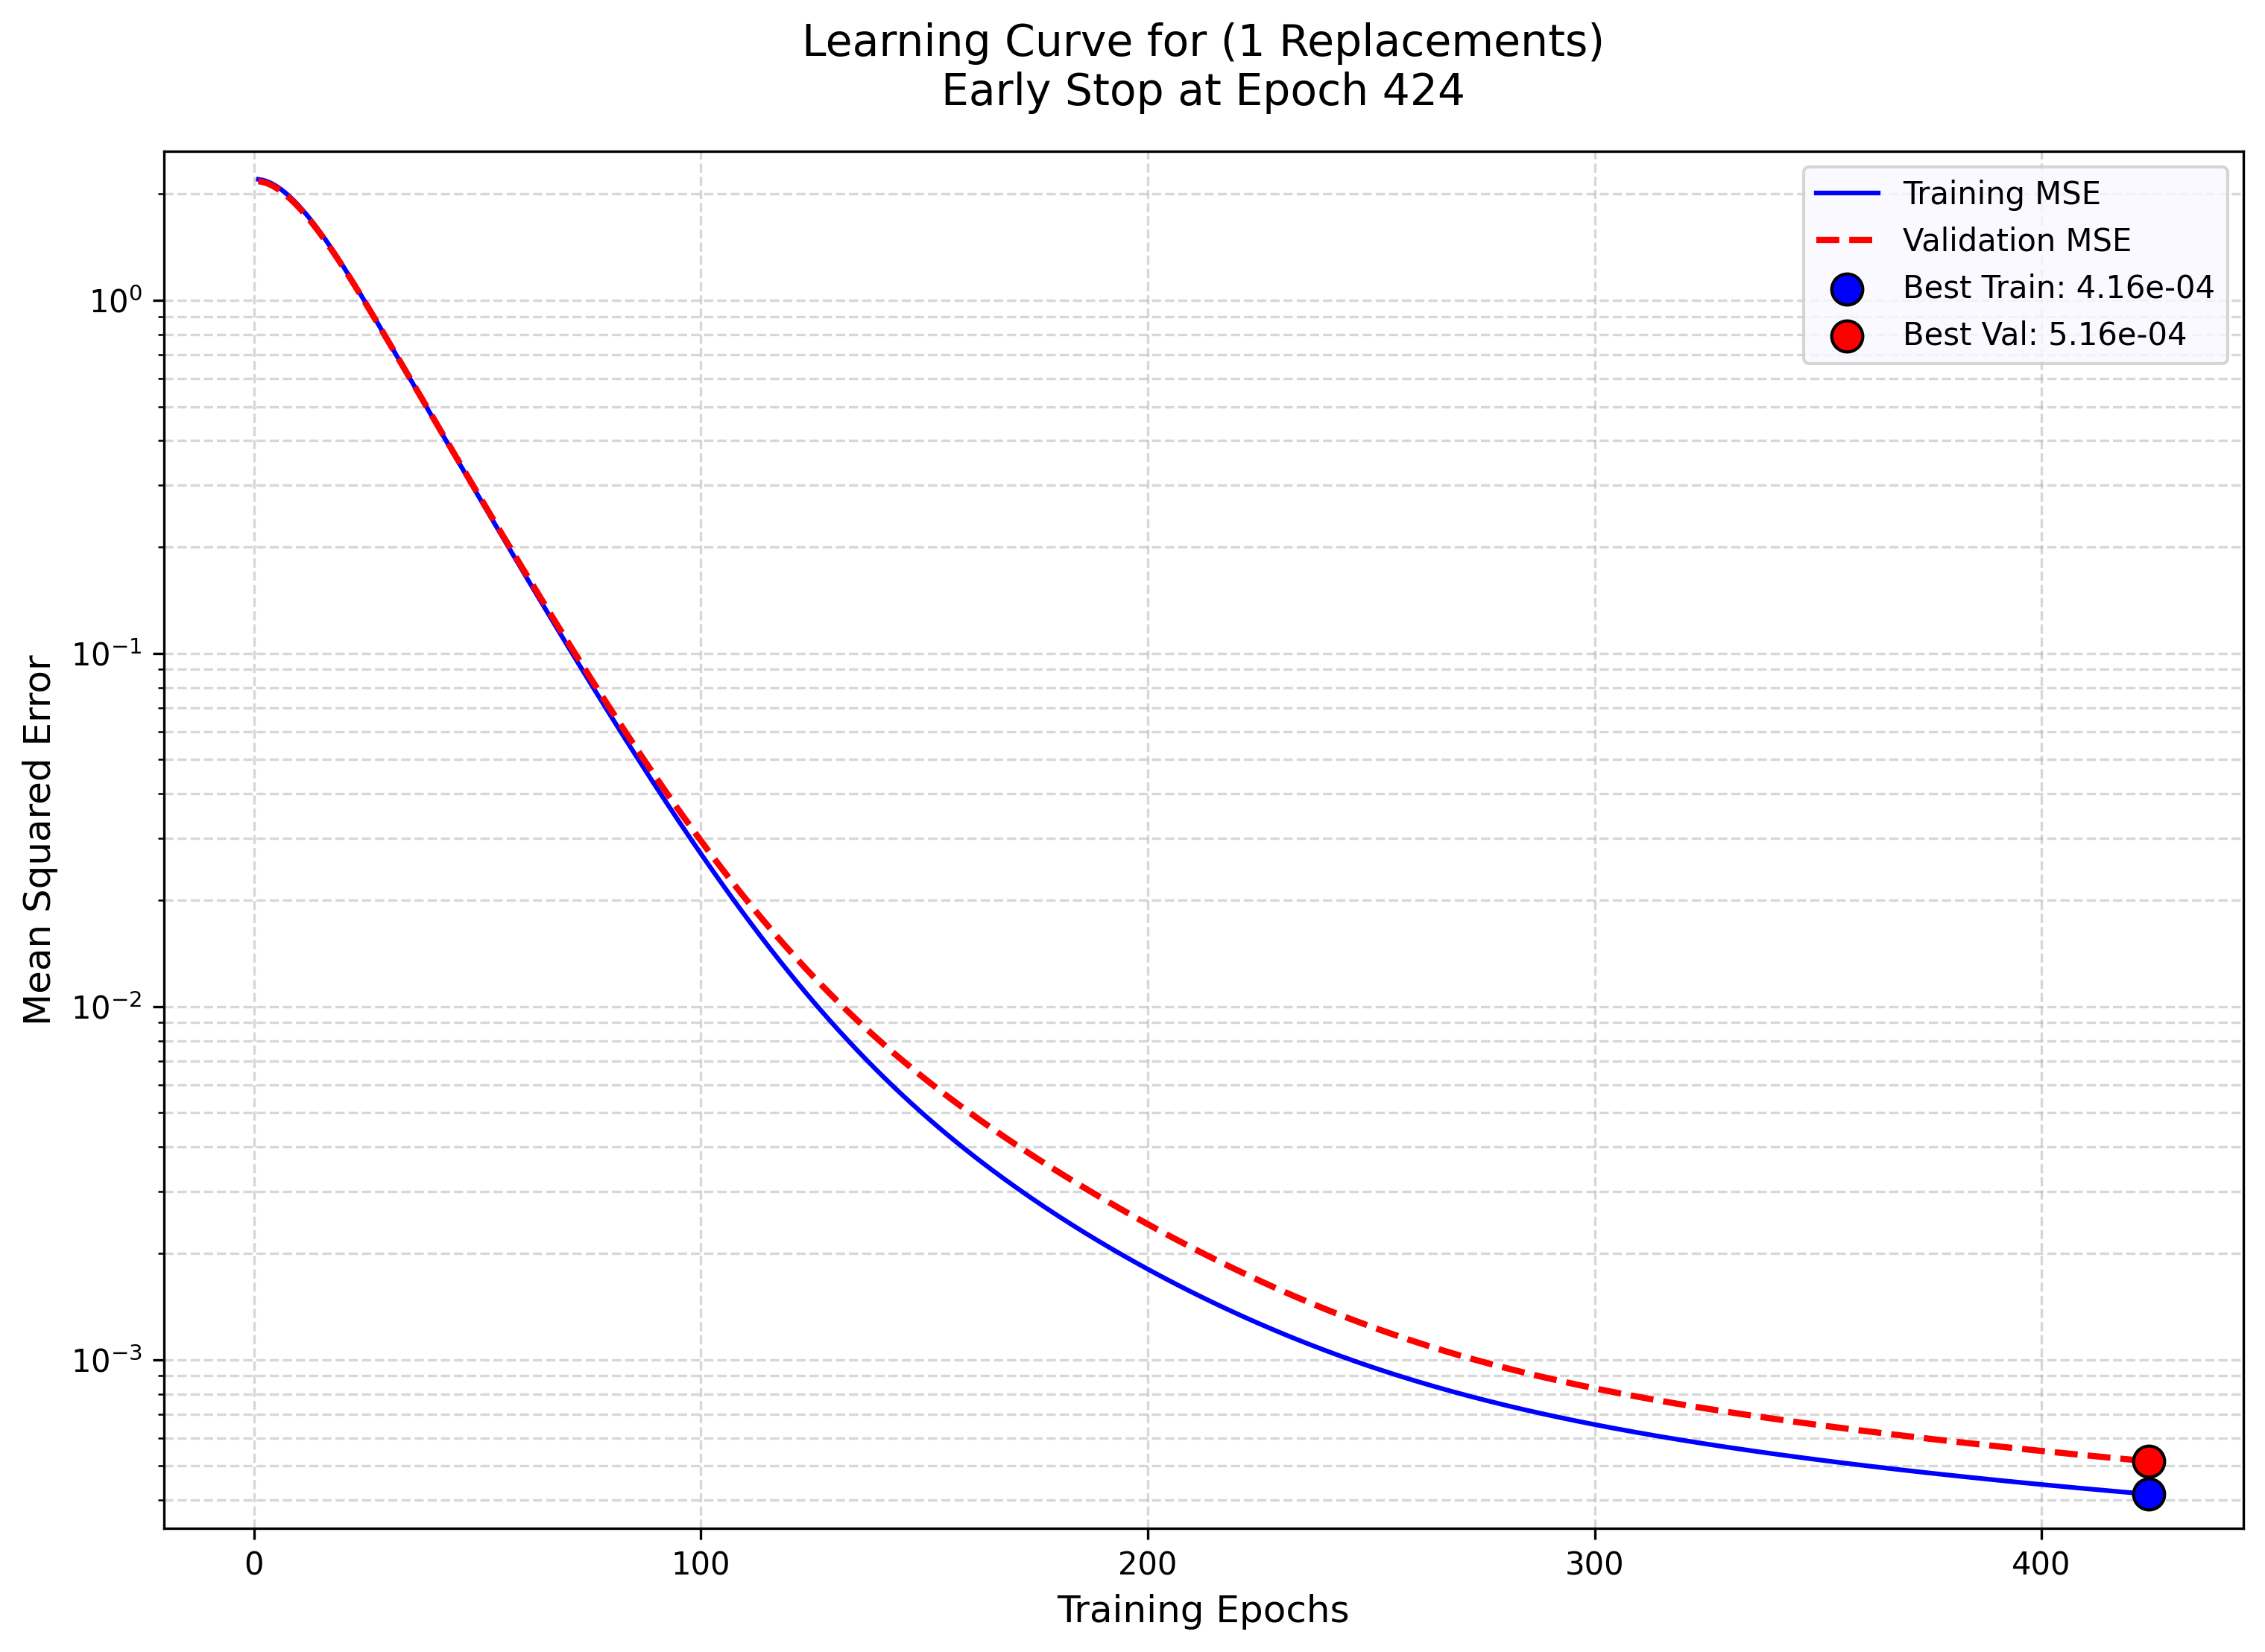 Learning Curve for (1 Replacements)
Early Stop at Epoch 424
Training MSE
Validation MSE
Best Train: 4.16e-04
Best Val: 5.16e-04
Mean Squared Error
10⁰
10⁻¹
10⁻²
10⁻³
0 100 200 300 400
Training Epochs